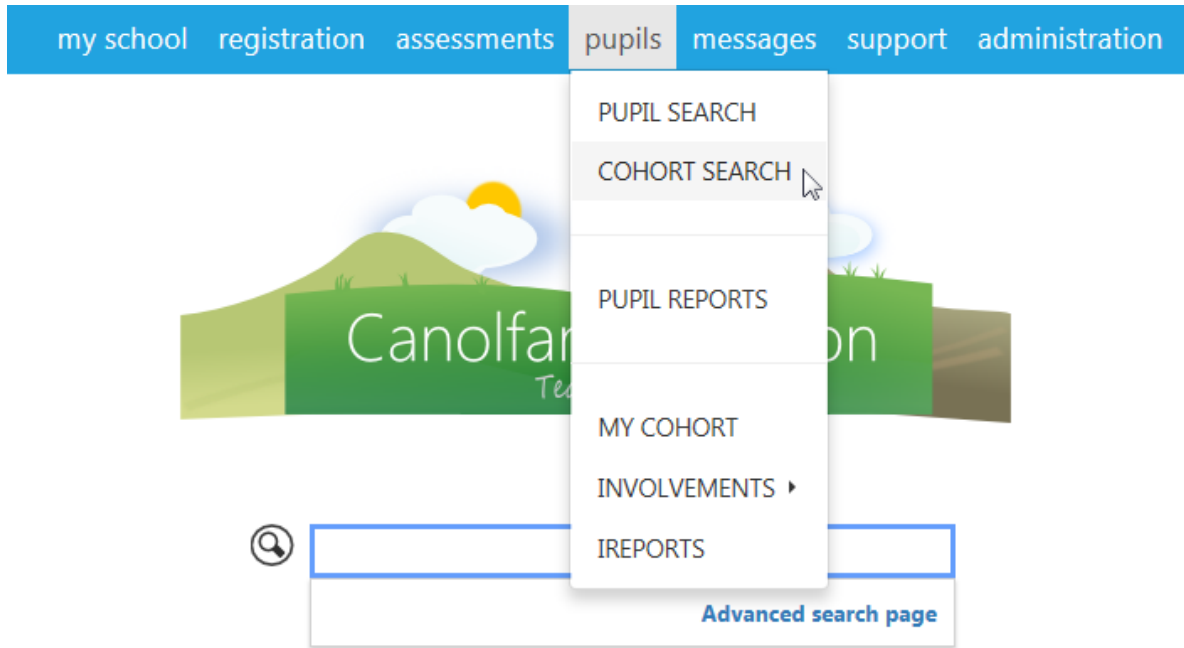 my school registration assessments pupils messages support administration
PUPIL SEARCH
COHORT SEARCH
PUPIL REPORTS
MY COHORT
INVOLVEMENTS
IREPORTS
Advanced search page